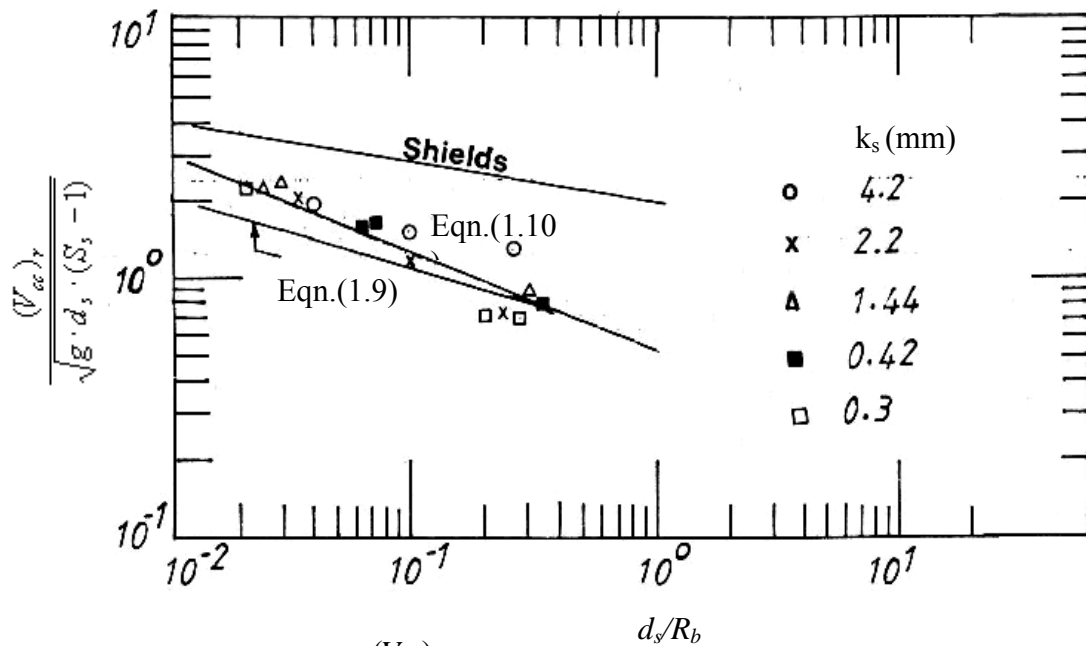 10^1
Shields
k_s (mm)
o 4.2
Eqn.(1.10
x 2.2
10^0
Eqn.(1.9)
Δ 1.44
■ 0.42
□ 0.3
(V_cc)_r
√g · d_s · (S_s − 1)
10^-1
10^-2 10^-1 10^0 10^1
d_s/R_b